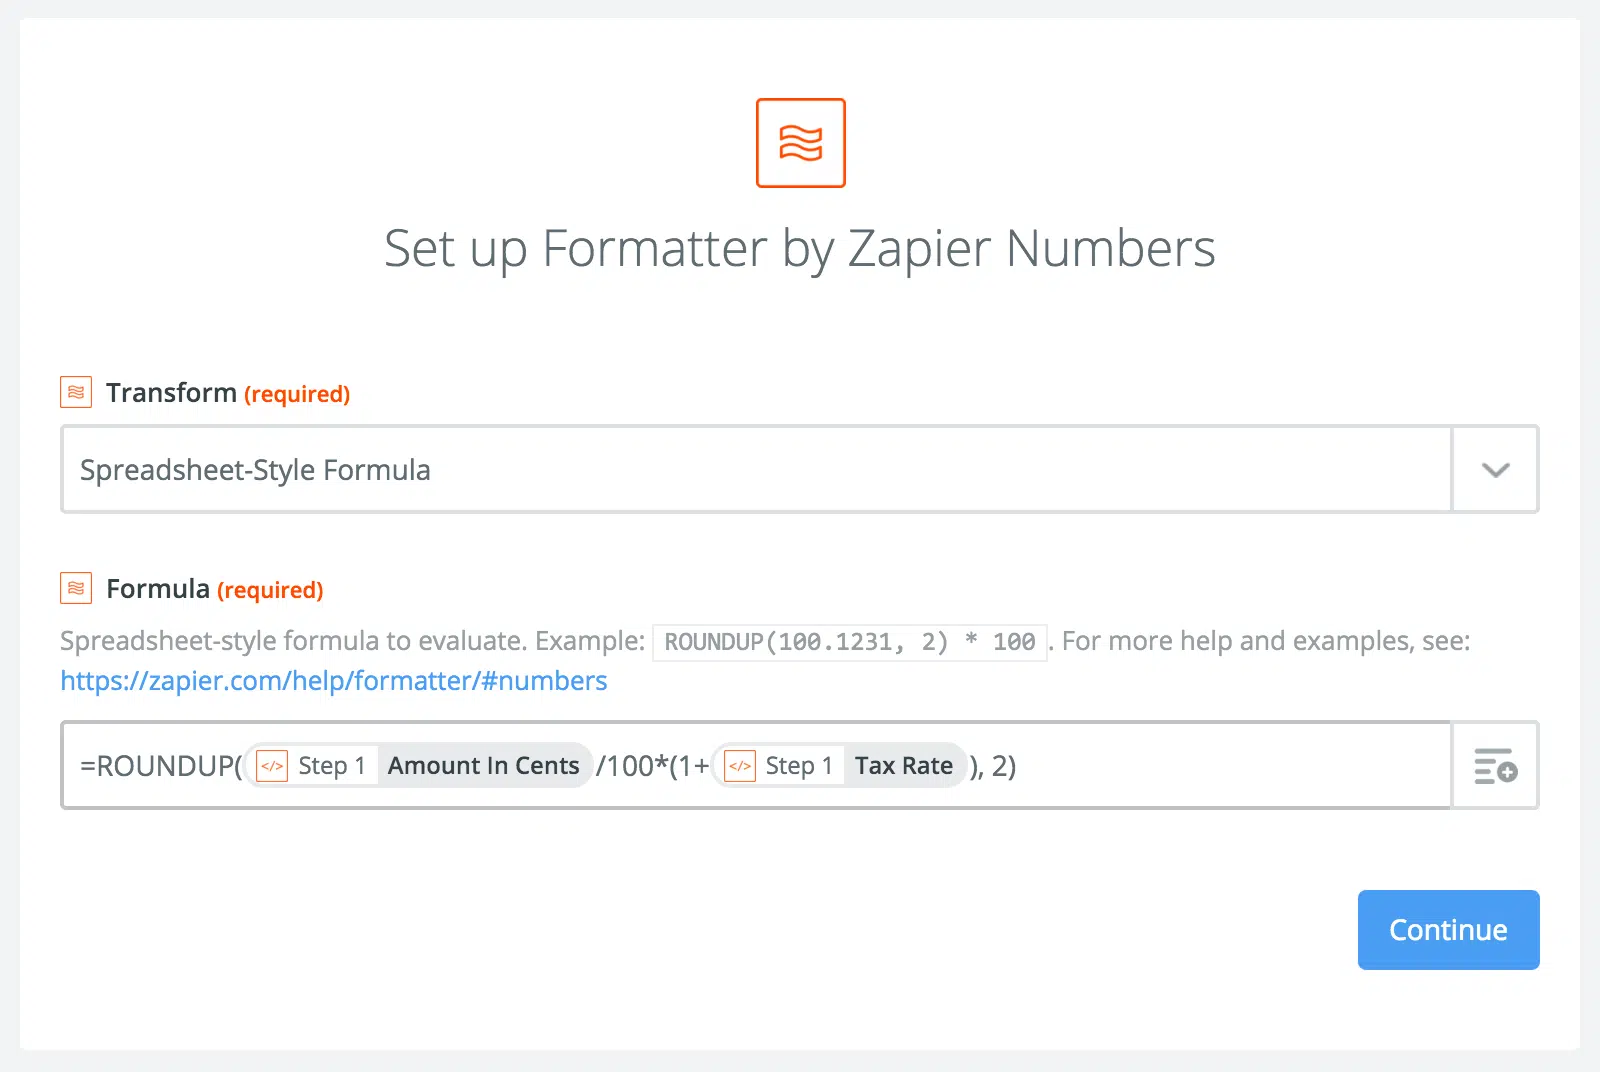 Set up Formatter by Zapier Numbers
Transform (required)
Spreadsheet-Style Formula
Formula (required)
Spreadsheet-style formula to evaluate. Example: ROUNDUP(100.1231, 2) * 100 . For more help and examples, see:
https://zapier.com/help/formatter/#numbers
=ROUNDUP( </> Step 1 Amount In Cents /100*(1+ </> Step 1 Tax Rate ), 2)
Continue